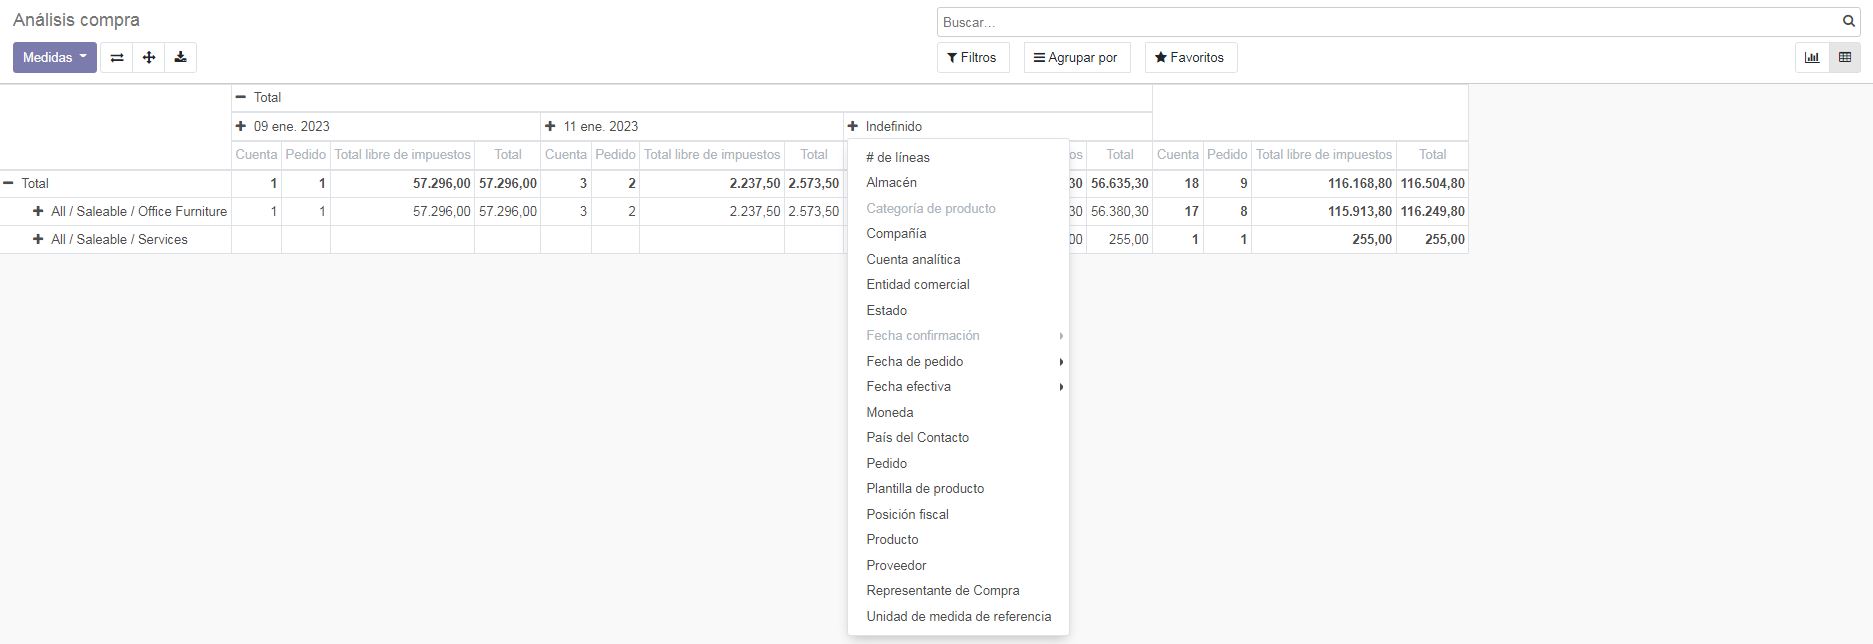 Análisis compra
Buscar...
Medidas
Filtros
Agrupar por
Favoritos
Total
09 ene. 2023 11 ene. 2023 Indefinido
Cuenta Pedido Total libre de impuestos Total Cuenta Pedido Total libre de impuestos Total os Total Cuenta Pedido Total libre de impuestos Total
Total 1 1 57.296,00 57.296,00 3 2 2.237,50 2.573,50 30 56.635,30 18 9 116.168,80 116.504,80
All / Saleable / Office Furniture 1 1 57.296,00 57.296,00 3 2 2.237,50 2.573,50 30 56.380,30 17 8 115.913,80 116.249,80
All / Saleable / Services 00 255,00 1 1 255,00 255,00
# de líneas
Almacén
Categoría de producto
Compañía
Cuenta analítica
Entidad comercial
Estado
Fecha confirmación
Fecha de pedido
Fecha efectiva
Moneda
País del Contacto
Pedido
Plantilla de producto
Posición fiscal
Producto
Proveedor
Representante de Compra
Unidad de medida de referencia